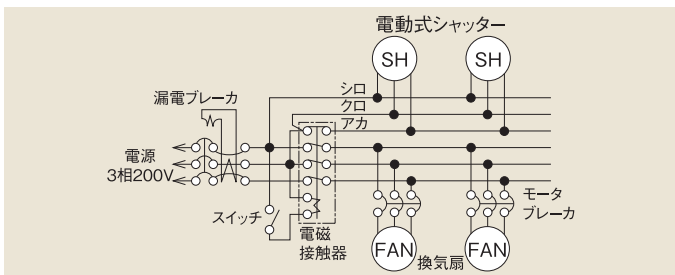 電動式シャッター
SH
SH
シロ
クロ
アカ
漏電ブレーカ
電源
3相200V
スイッチ
電磁
接触器
モータ
ブレーカ
FAN
換気扇
FAN